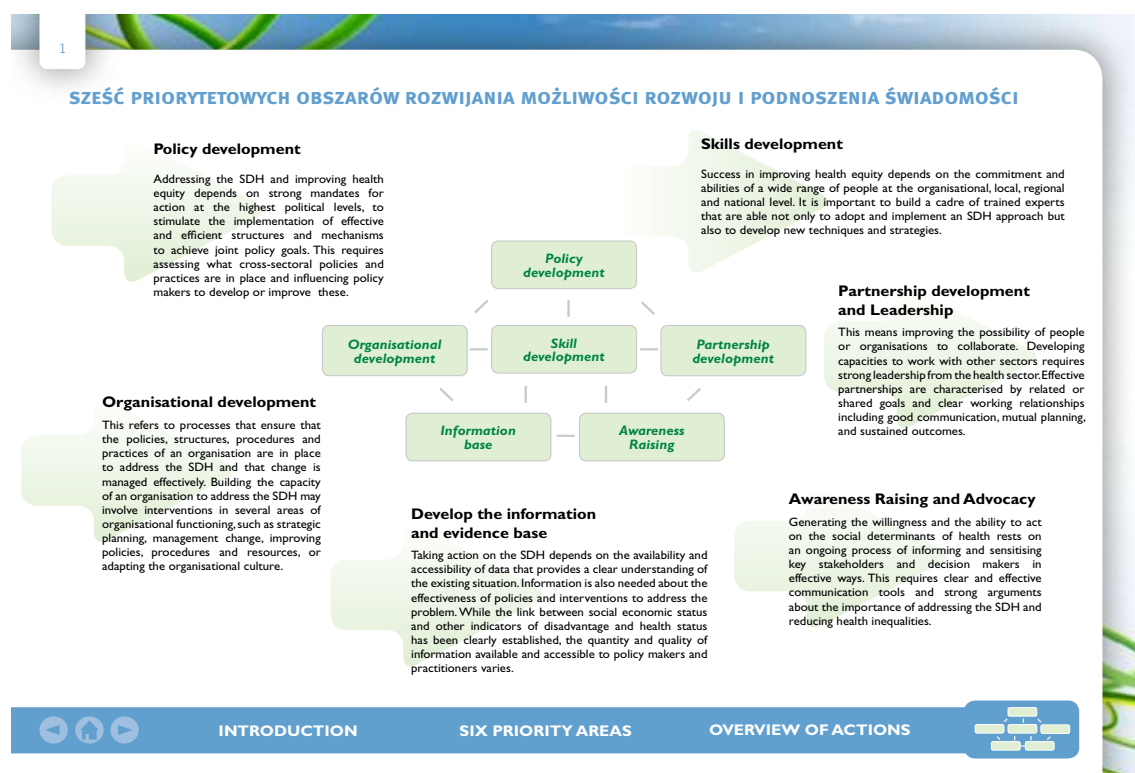 1
SZEŚĆ PRIORYTETOWYCH OBSZARÓW ROZWIJANIA MOŻLIWOŚCI ROZWOJU I PODNOSZENIA ŚWIADOMOŚCI
Policy development
Addressing the SDH and improving health
equity depends on strong mandates for
action at the highest political levels, to
stimulate the implementation of effective
and efficient structures and mechanisms
to achieve joint policy goals. This requires
assessing what cross-sectoral policies and
practices are in place and influencing policy
makers to develop or improve these.
Skills development
Success in improving health equity depends on the commitment and
abilities of a wide range of people at the organisational, local, regional
and national level. It is important to build a cadre of trained experts
that are able not only to adopt and implement an SDH approach but
also to develop new techniques and strategies.
Policy
development
Organisational
development
Skill
development
Partnership
development
Information
base
Awareness
Raising
Partnership development
and Leadership
This means improving the possibility of people
or organisations to collaborate. Developing
capacities to work with other sectors requires
strong leadership from the health sector. Effective
partnerships are characterised by related or
shared goals and clear working relationships
including good communication, mutual planning,
and sustained outcomes.
Organisational development
This refers to processes that ensure that
the policies, structures, procedures and
practices of an organisation are in place
to address the SDH and that change is
managed effectively. Building the capacity
of an organisation to address the SDH may
involve interventions in several areas of
organisational functioning, such as strategic
planning, management change, improving
policies, procedures and resources, or
adapting the organisational culture.
Develop the information
and evidence base
Taking action on the SDH depends on the availability and
accessibility of data that provides a clear understanding of
the existing situation. Information is also needed about the
effectiveness of policies and interventions to address the
problem. While the link between social economic status
and other indicators of disadvantage and health status
has been clearly established, the quantity and quality of
information available and accessible to policy makers and
practitioners varies.
Awareness Raising and Advocacy
Generating the willingness and the ability to act
on the social determinants of health rests on
an ongoing process of informing and sensitising
key stakeholders and decision makers in
effective ways. This requires clear and effective
communication tools and strong arguments
about the importance of addressing the SDH and
reducing health inequalities.
INTRODUCTION
SIX PRIORITY AREAS
OVERVIEW OF ACTIONS